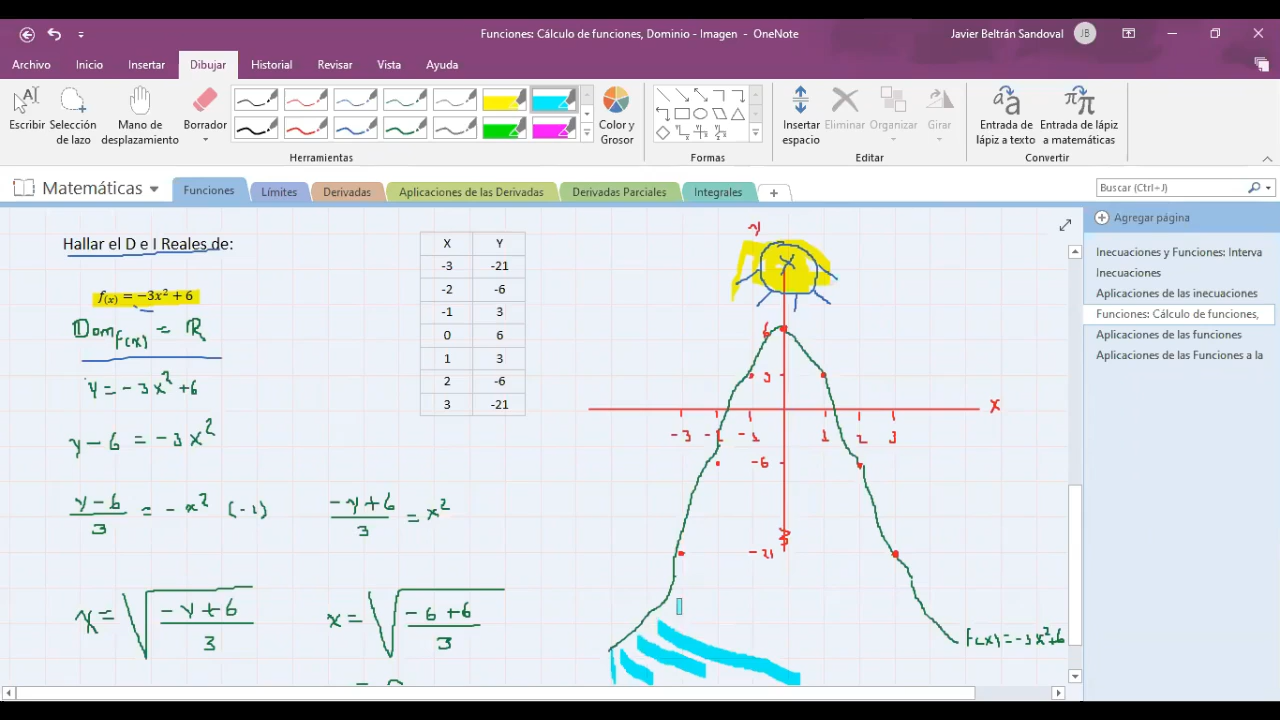 Funciones: Cálculo de funciones, Dominio - Imagen - OneNote
Javier Beltrán Sandoval JB
Archivo Inicio Insertar Dibujar Historial Revisar Vista Ayuda
Escribir
Selección de lazo
Mano de desplazamiento
Borrador
Color y Grosor
Insertar espacio
Eliminar
Organizar
Girar
Entrada de lápiz a texto
Entrada de lápiz a matemáticas
Herramientas Formas Editar Convertir
Matemáticas
Funciones Límites Derivadas Aplicaciones de las Derivadas Derivadas Parciales Integrales
Buscar (Ctrl+J)
Agregar página
Inecuaciones y Funciones: Interva
Inecuaciones
Aplicaciones de las inecuaciones
Funciones: Cálculo de funciones,
Aplicaciones de las funciones
Aplicaciones de las Funciones a la
Hallar el D e I Reales de:
f(x) = −3x² + 6
Dom f(x) = ℝ
y = -3x² + 6
y - 6 = -3x²
(y-6)/3 = -x² (-1)
(-y+6)/3 = x²
x = √((-y+6)/3)
x = √((-6+6)/3)
X Y
-3 -21
-2 -6
-1 3
0 6
1 3
2 -6
3 -21
y
x
6
3
x
-3 -2 -1 1 2 3
-6
-21
f(x) = -3x²+6